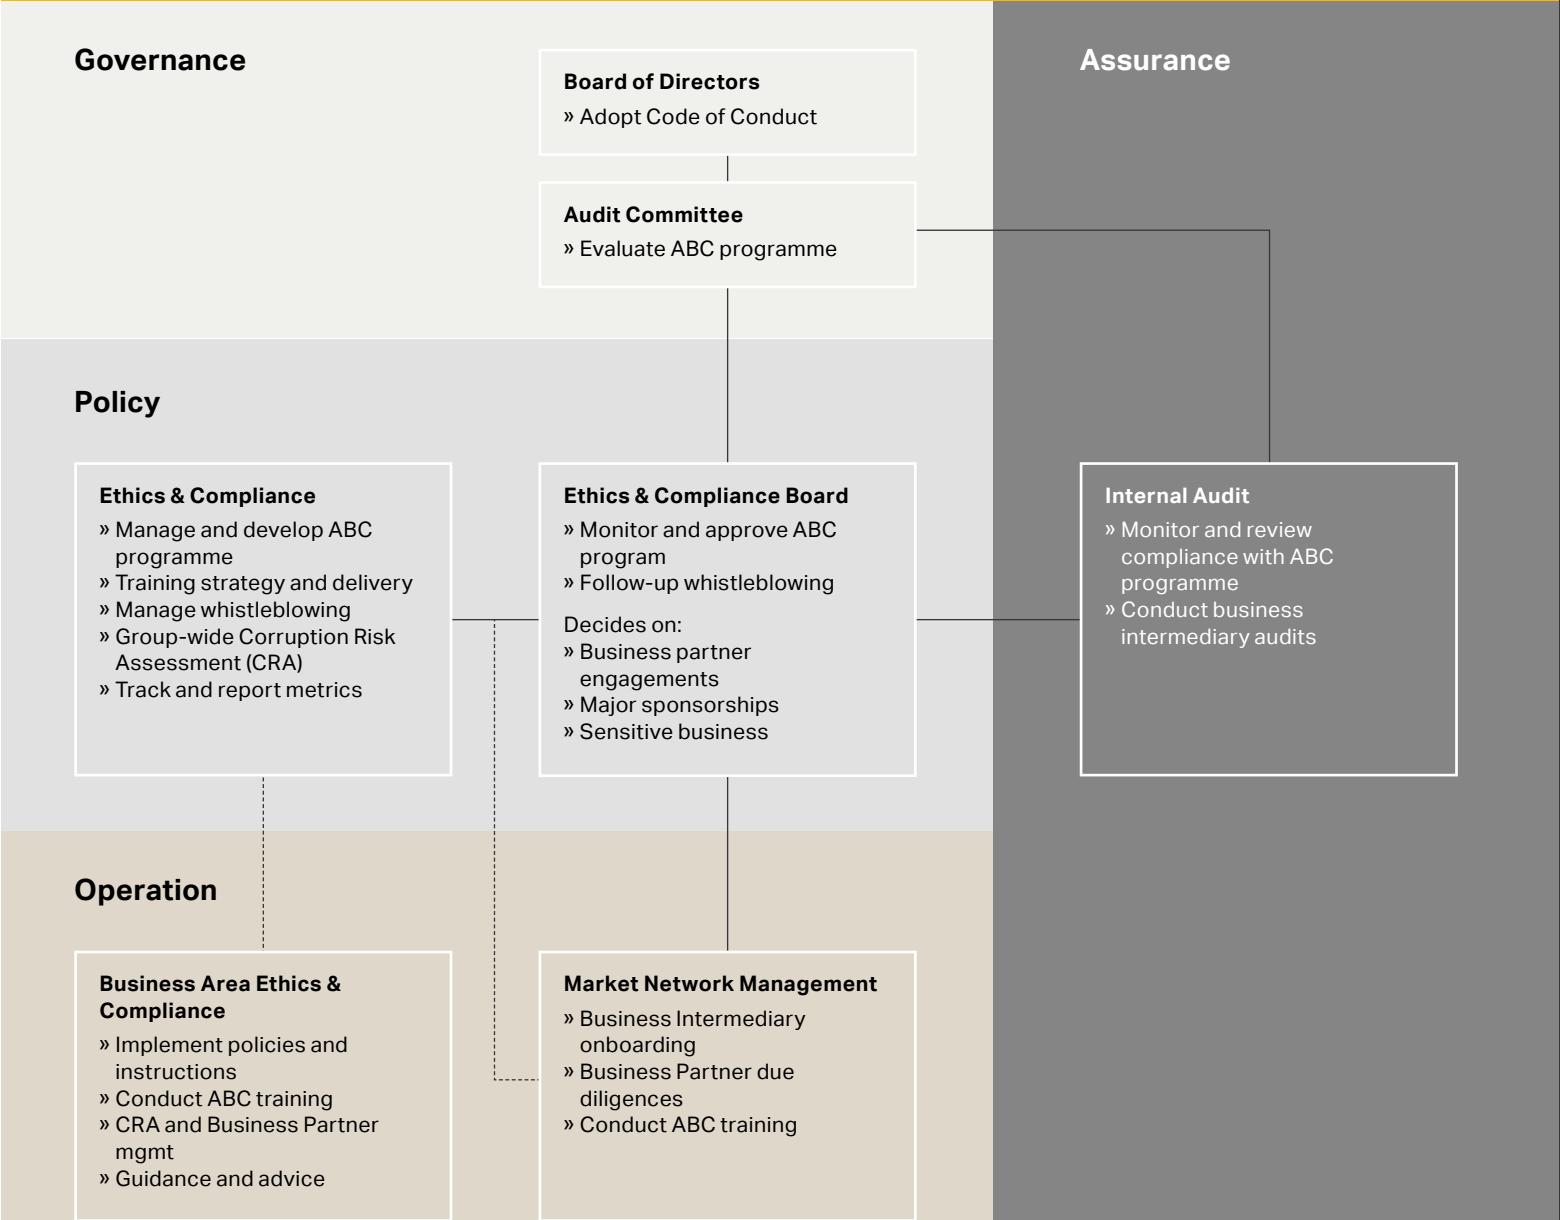 Governance
Board of Directors
» Adopt Code of Conduct
Audit Committee
» Evaluate ABC programme
Assurance
Policy
Ethics & Compliance
» Manage and develop ABC
programme
» Training strategy and delivery
» Manage whistleblowing
» Group-wide Corruption Risk
Assessment (CRA)
» Track and report metrics
Ethics & Compliance Board
» Monitor and approve ABC
program
» Follow-up whistleblowing
Decides on:
» Business partner
engagements
» Major sponsorships
» Sensitive business
Internal Audit
» Monitor and review
compliance with ABC
programme
» Conduct business
intermediary audits
Operation
Business Area Ethics &
Compliance
» Implement policies and
instructions
» Conduct ABC training
» CRA and Business Partner
mgmt
» Guidance and advice
Market Network Management
» Business Intermediary
onboarding
» Business Partner due
diligences
» Conduct ABC training